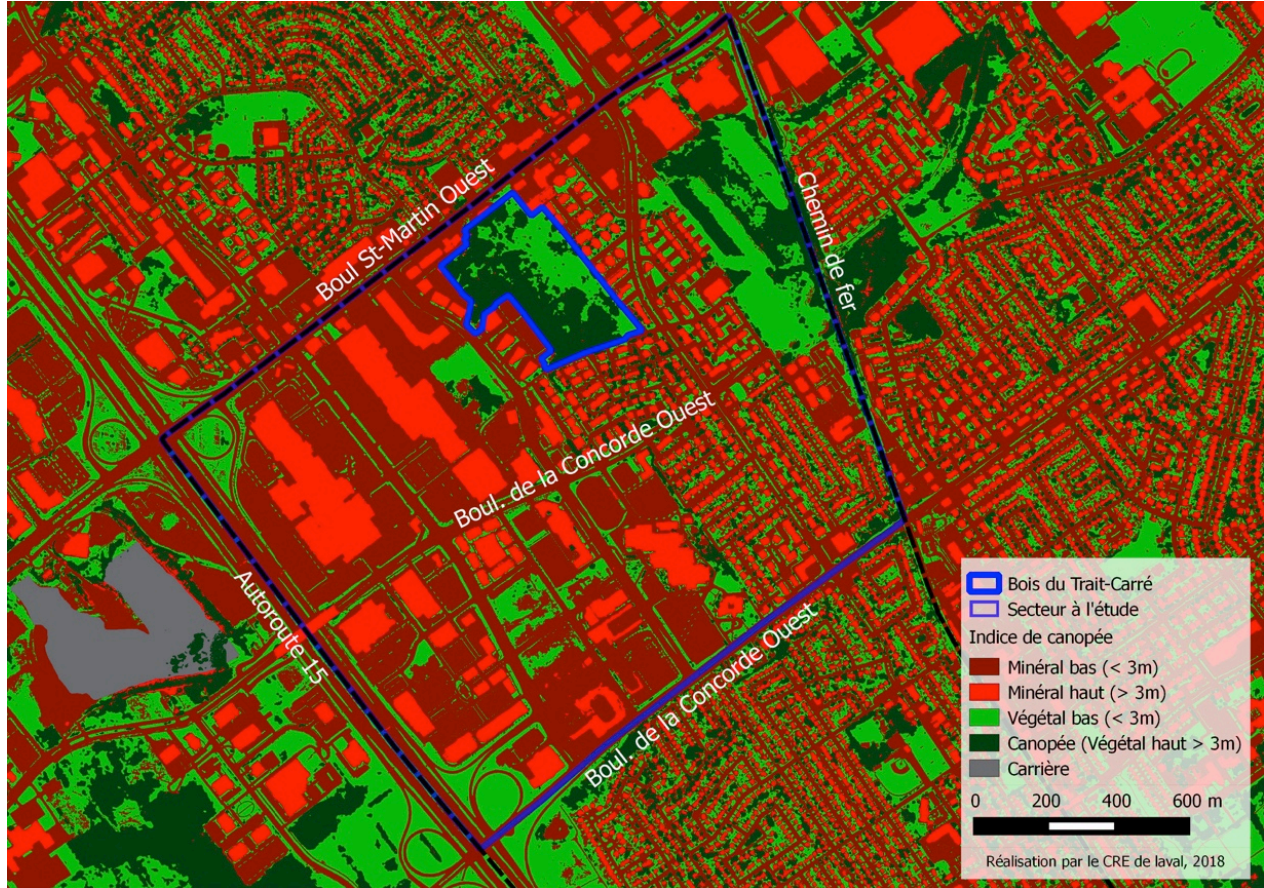 Boul St-Martin Ouest
Chemin de fer
Boul. de la Concorde Ouest
Autoroute 15
Boul. de la Concorde Ouest
Bois du Trait-Carré
Secteur à l'étude
Indice de canopée
Minéral bas (< 3m)
Minéral haut (> 3m)
Végétal bas (< 3m)
Canopée (Végétal haut > 3m)
Carrière
0 200 400 600 m
Réalisation par le CRE de laval, 2018